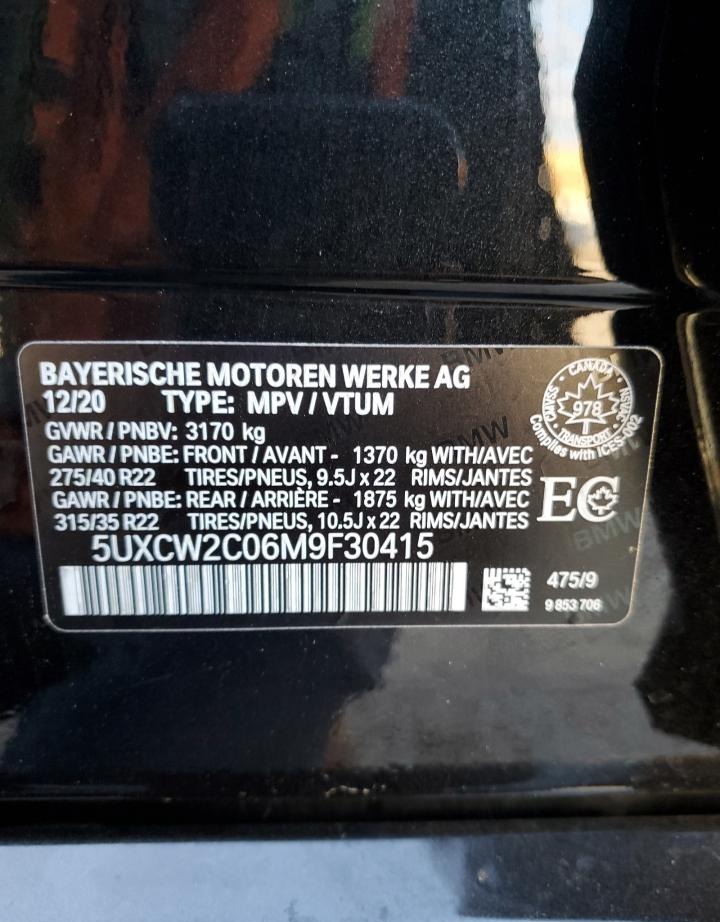 BAYERISCHE MOTOREN WERKE AG
12/20 TYPE: MPV / VTUM
GVWR / PNBV: 3170 kg
GAWR / PNBE: FRONT / AVANT - 1370 kg WITH/AVEC
275/40 R22 TIRES/PNEUS, 9.5J x 22 RIMS/JANTES
GAWR / PNBE: REAR / ARRIÈRE - 1875 kg WITH/AVEC
315/35 R22 TIRES/PNEUS, 10.5J x 22 RIMS/JANTES
5UXCW2C06M9F30415
475/9
9 853 706
CANADA
978
TRANSPORT
Complies with ICES-002
EC
BMW
BMW
BMW